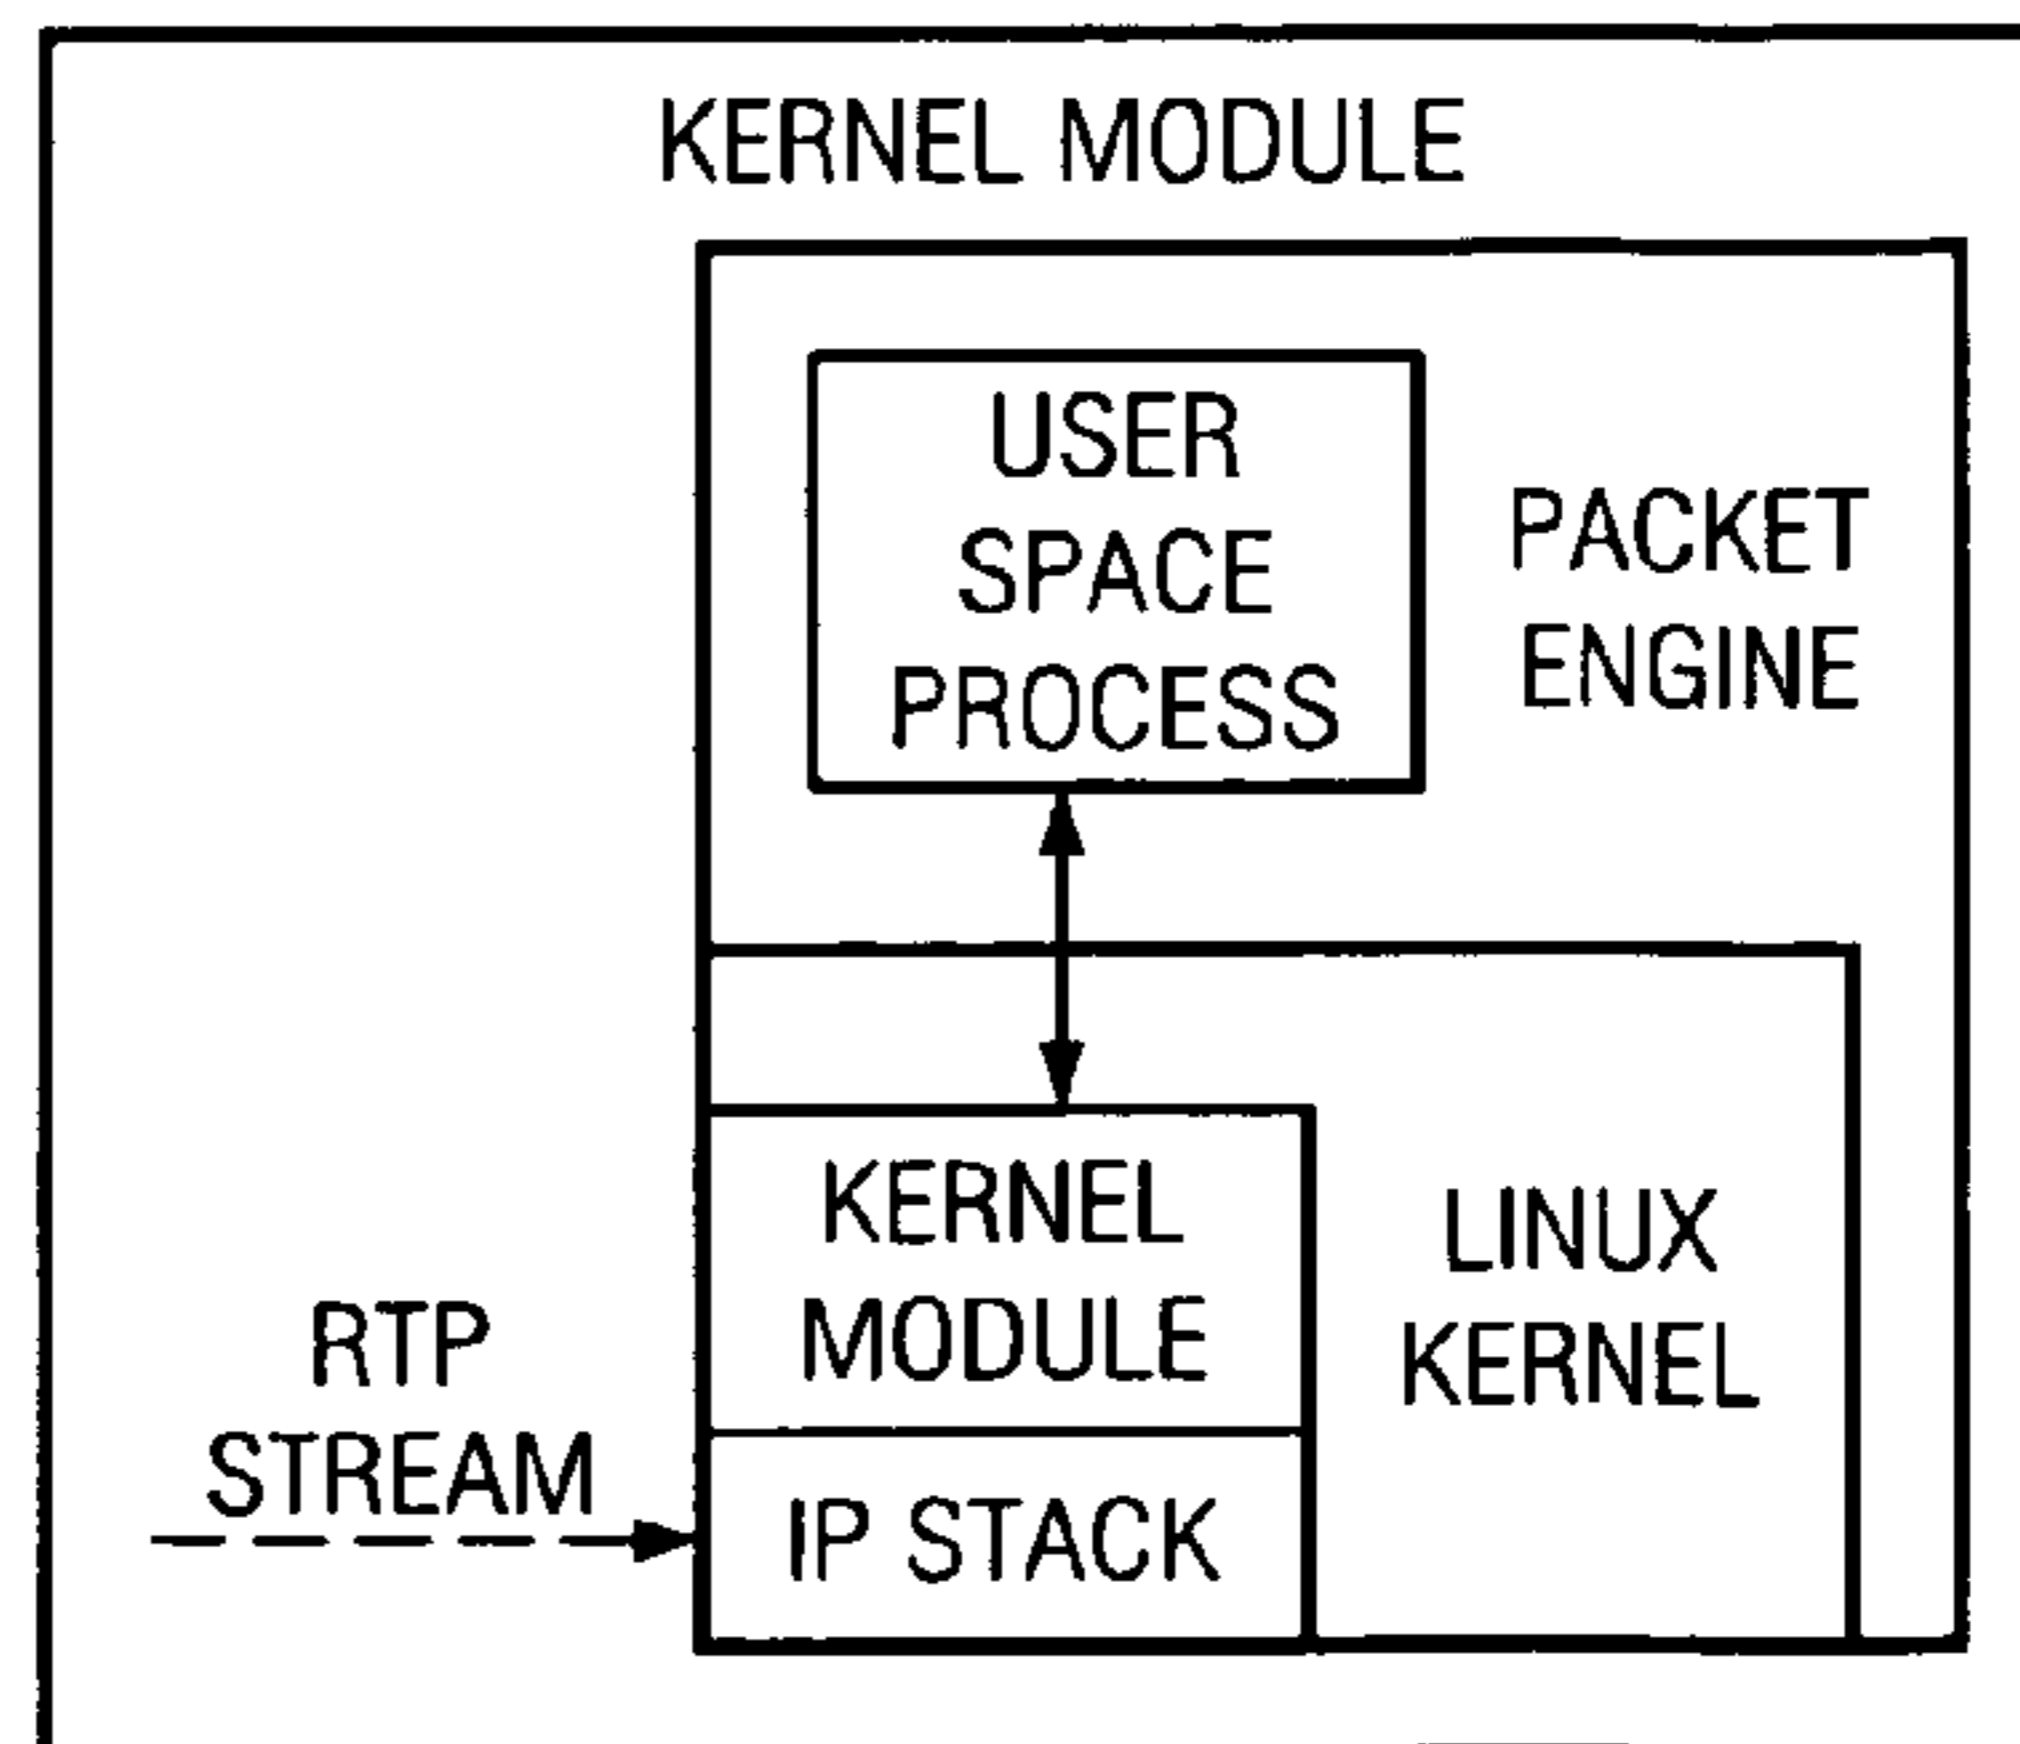 KERNEL MODULE
USER
SPACE
PROCESS
PACKET
ENGINE
KERNEL
MODULE
LINUX
KERNEL
RTP
STREAM
IP STACK